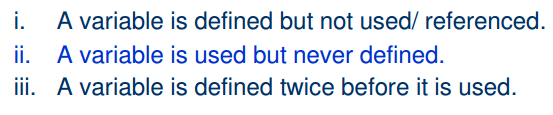 i. A variable is defined but not used/ referenced.
ii. A variable is used but never defined.
iii. A variable is defined twice before it is used.